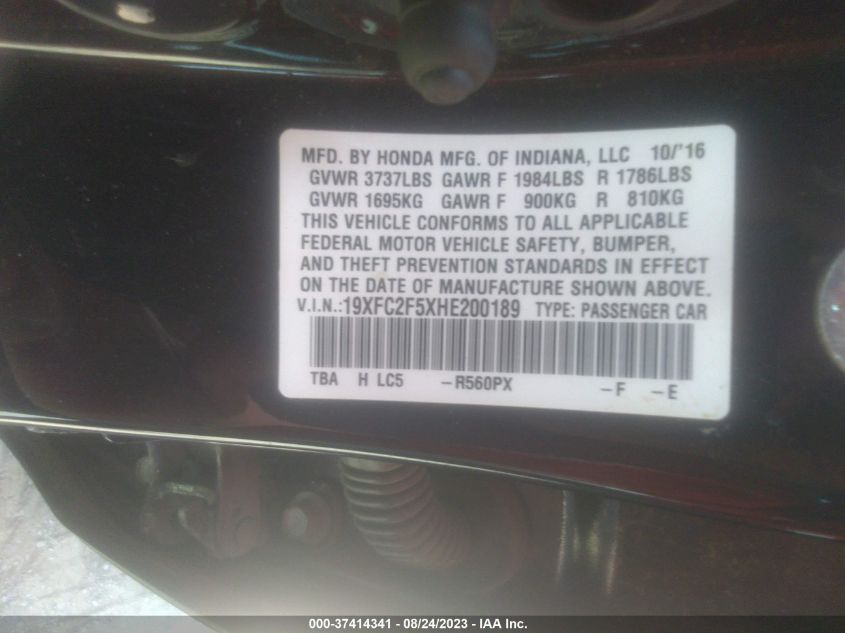 MFD. BY HONDA MFG. OF INDIANA, LLC 10/'16
GVWR 3737LBS GAWR F 1984LBS R 1786LBS
GVWR 1695KG GAWR F 900KG R 810KG
THIS VEHICLE CONFORMS TO ALL APPLICABLE
FEDERAL MOTOR VEHICLE SAFETY, BUMPER,
AND THEFT PREVENTION STANDARDS IN EFFECT
ON THE DATE OF MANUFACTURE SHOWN ABOVE.
V.I.N.:19XFC2F5XHE200189 TYPE: PASSENGER CAR
TBA H LC5 –R560PX –F –E
000-37414341 - 08/24/2023 - IAA Inc.